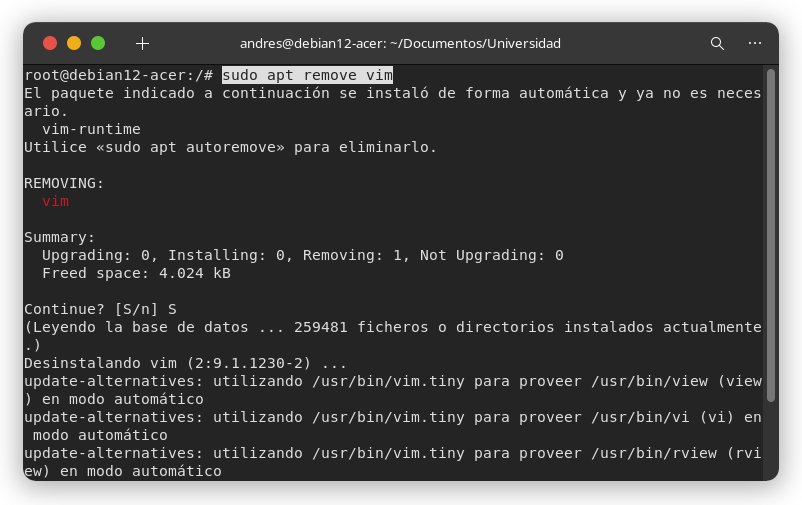 andres@debian12-acer: ~/Documentos/Universidad
root@debian12-acer:/# sudo apt remove vim
El paquete indicado a continuación se instaló de forma automática y ya no es neces
ario.
  vim-runtime
Utilice «sudo apt autoremove» para eliminarlo.

REMOVING:
  vim

Summary:
  Upgrading: 0, Installing: 0, Removing: 1, Not Upgrading: 0
  Freed space: 4.024 kB

Continue? [S/n] S
(Leyendo la base de datos ... 259481 ficheros o directorios instalados actualmente
.)
Desinstalando vim (2:9.1.1230-2) ...
update-alternatives: utilizando /usr/bin/vim.tiny para proveer /usr/bin/view (view
) en modo automático
update-alternatives: utilizando /usr/bin/vim.tiny para proveer /usr/bin/vi (vi) en
 modo automático
update-alternatives: utilizando /usr/bin/vim.tiny para proveer /usr/bin/rview (rvi
ew) en modo automático